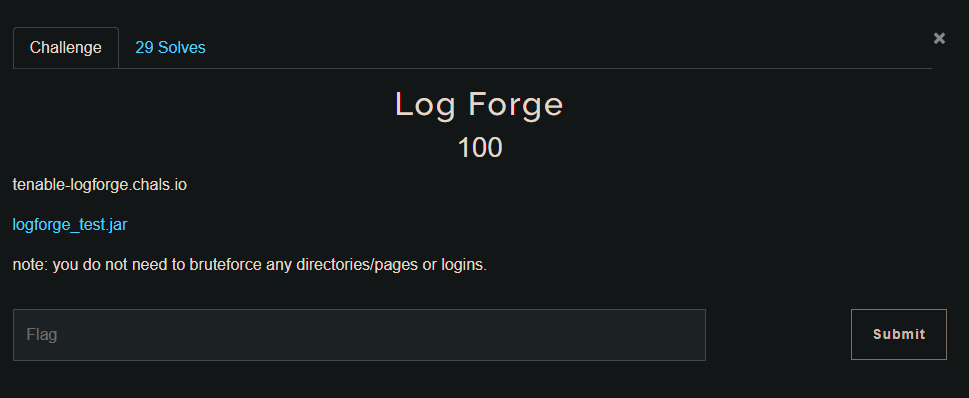 Challenge
29 Solves
×
Log Forge
100
tenable-logforge.chals.io
logforge_test.jar
note: you do not need to bruteforce any directories/pages or logins.
Flag
Submit